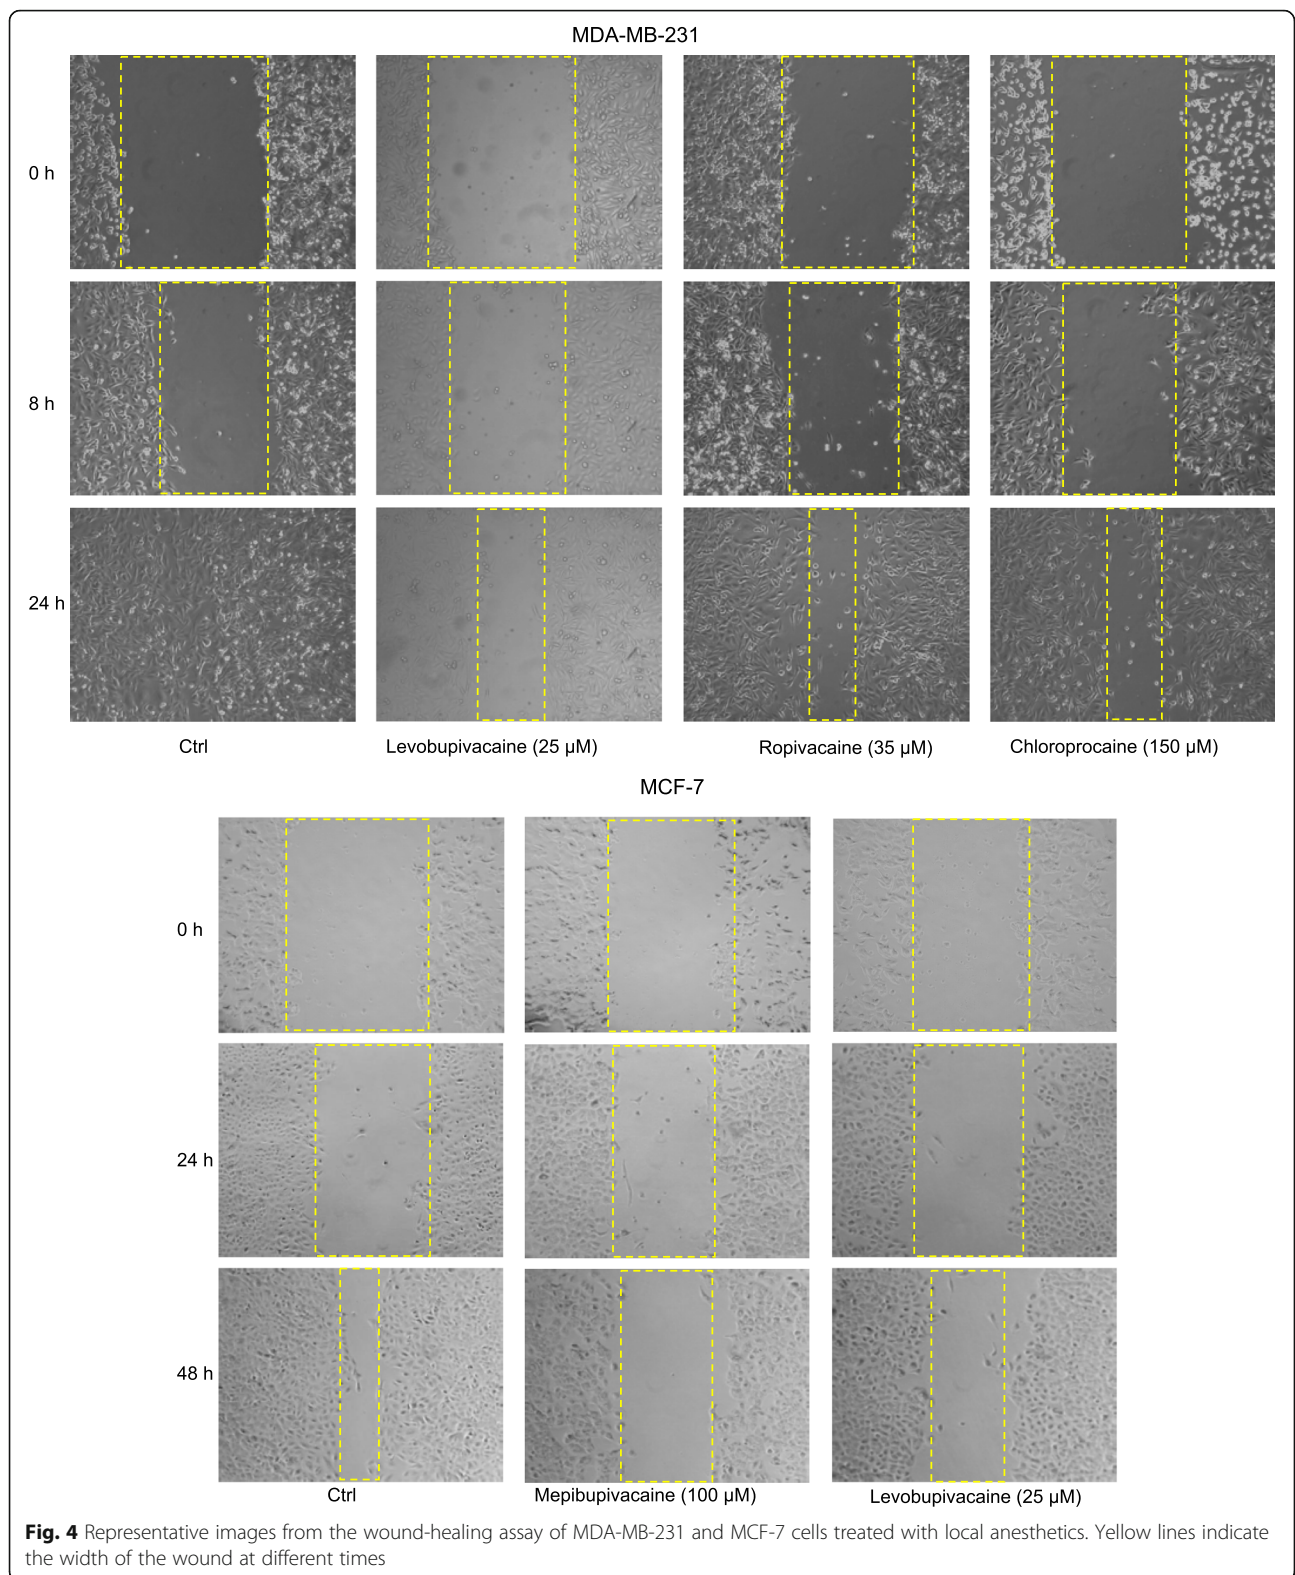 MDA-MB-231
0 h
8 h
24 h
Ctrl Levobupivacaine (25 µM) Ropivacaine (35 µM) Chloroprocaine (150 µM)
MCF-7
0 h
24 h
48 h
Ctrl Mepibupivacaine (100 µM) Levobupivacaine (25 µM)
Fig. 4 Representative images from the wound-healing assay of MDA-MB-231 and MCF-7 cells treated with local anesthetics. Yellow lines indicate
the width of the wound at different times